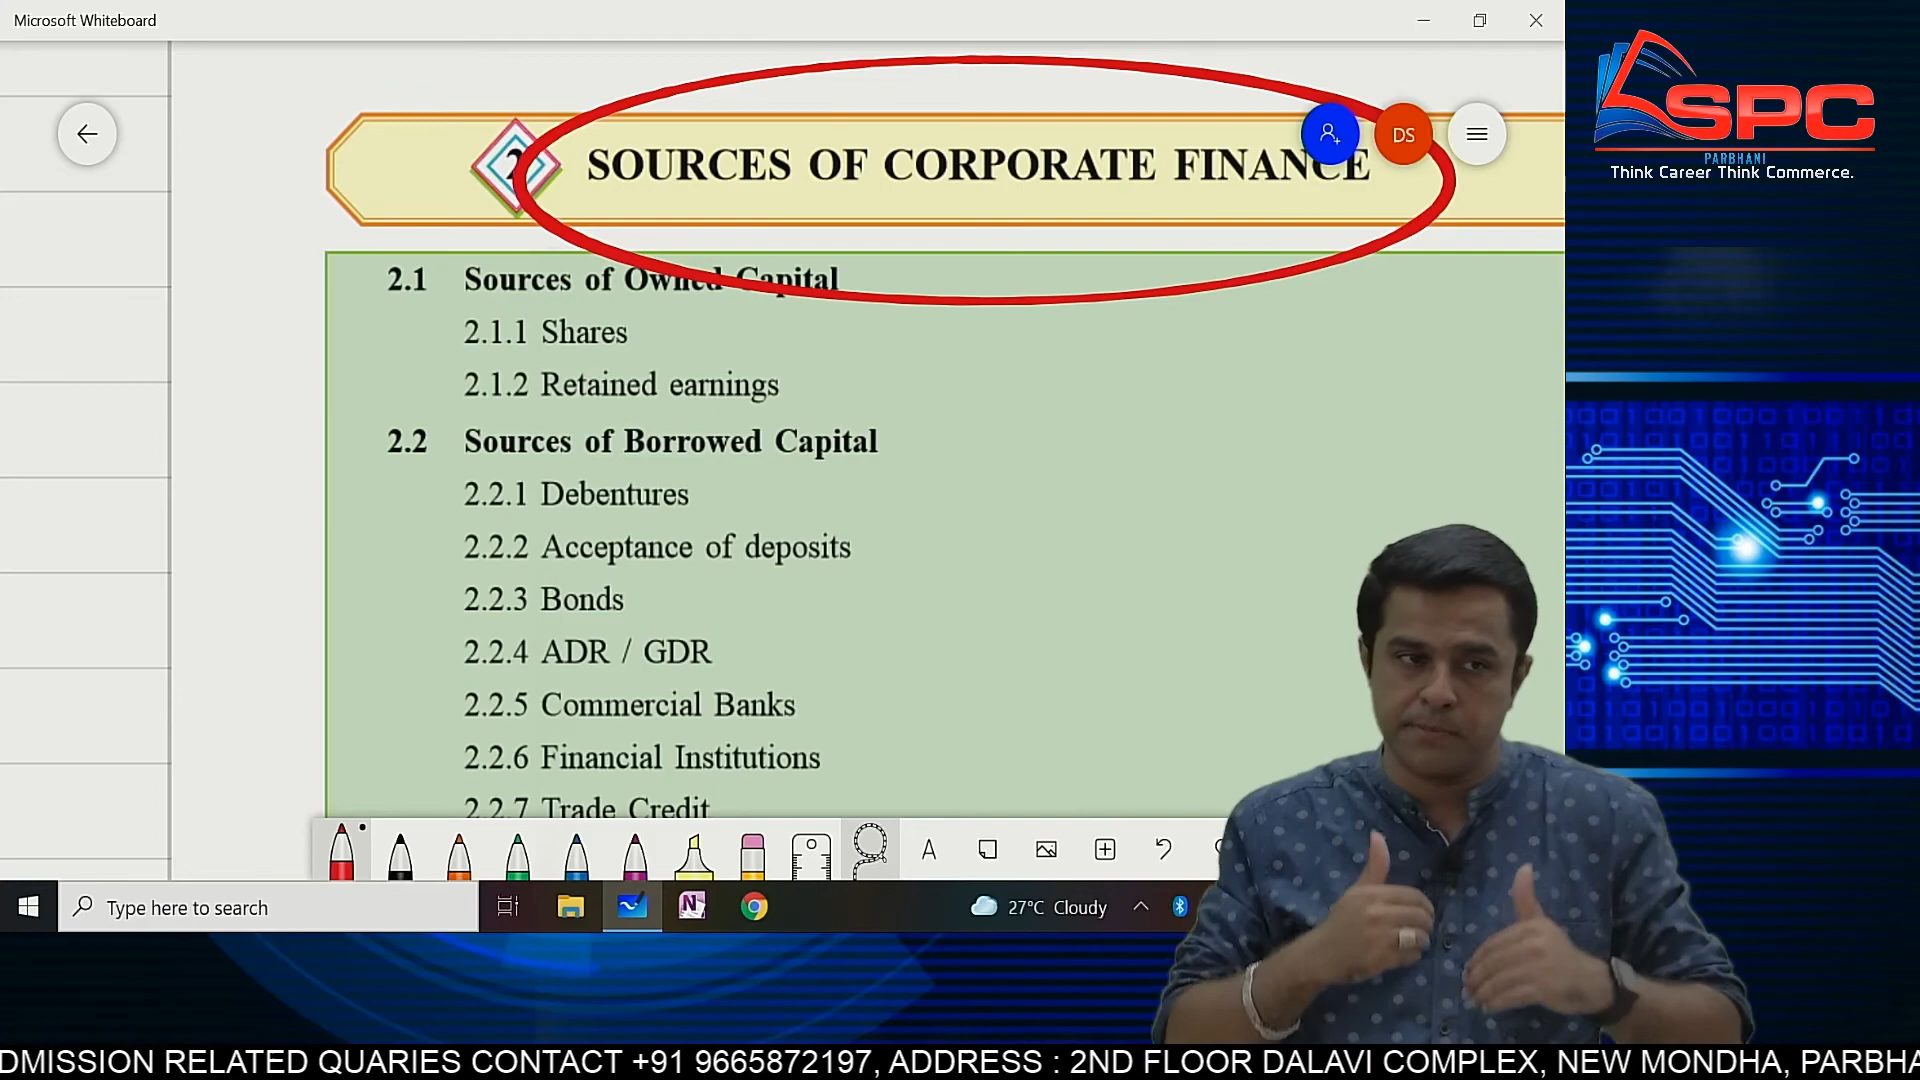 Microsoft Whiteboard
SPC
PARBHANI
Think Career Think Commerce.
DS
2 SOURCES OF CORPORATE FINANCE
2.1 Sources of Owned Capital
2.1.1 Shares
2.1.2 Retained earnings
2.2 Sources of Borrowed Capital
2.2.1 Debentures
2.2.2 Acceptance of deposits
2.2.3 Bonds
2.2.4 ADR / GDR
2.2.5 Commercial Banks
2.2.6 Financial Institutions
2.2.7 Trade Credit
Type here to search
27°C Cloudy
DMISSION RELATED QUARIES CONTACT +91 9665872197, ADDRESS : 2ND FLOOR DALAVI COMPLEX, NEW MONDHA, PARBHA